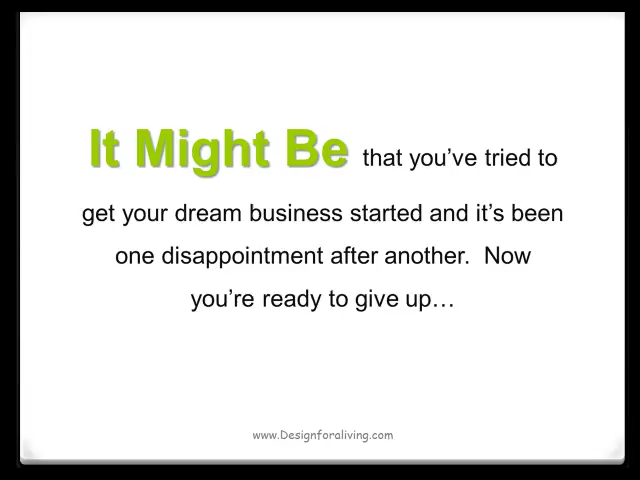 It Might Be that you’ve tried to
get your dream business started and it’s been
one disappointment after another.  Now
you’re ready to give up…
www.Designforaliving.com